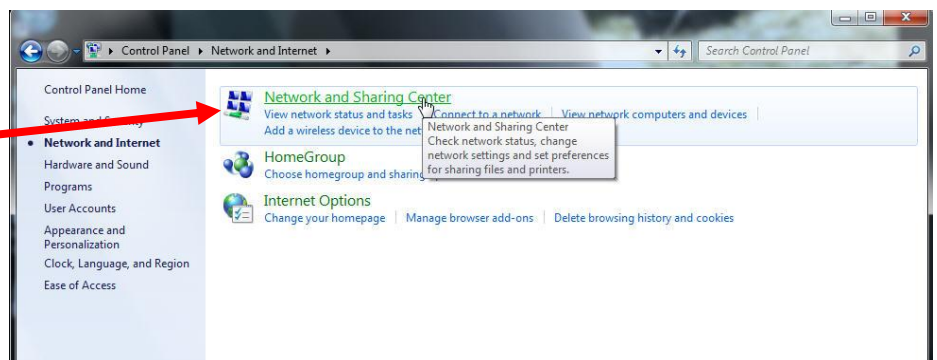 Control Panel ▸ Network and Internet ▸
Search Control Panel
Control Panel Home
System and Security
Network and Internet
Hardware and Sound
Programs
User Accounts
Appearance and
Personalization
Clock, Language, and Region
Ease of Access
Network and Sharing Center
View network status and tasks
Connect to a network
View network computers and devices
Add a wireless device to the net
Network and Sharing Center
Check network status, change
network settings and set preferences
for sharing files and printers.
HomeGroup
Choose homegroup and sharing
Internet Options
Change your homepage
Manage browser add-ons
Delete browsing history and cookies